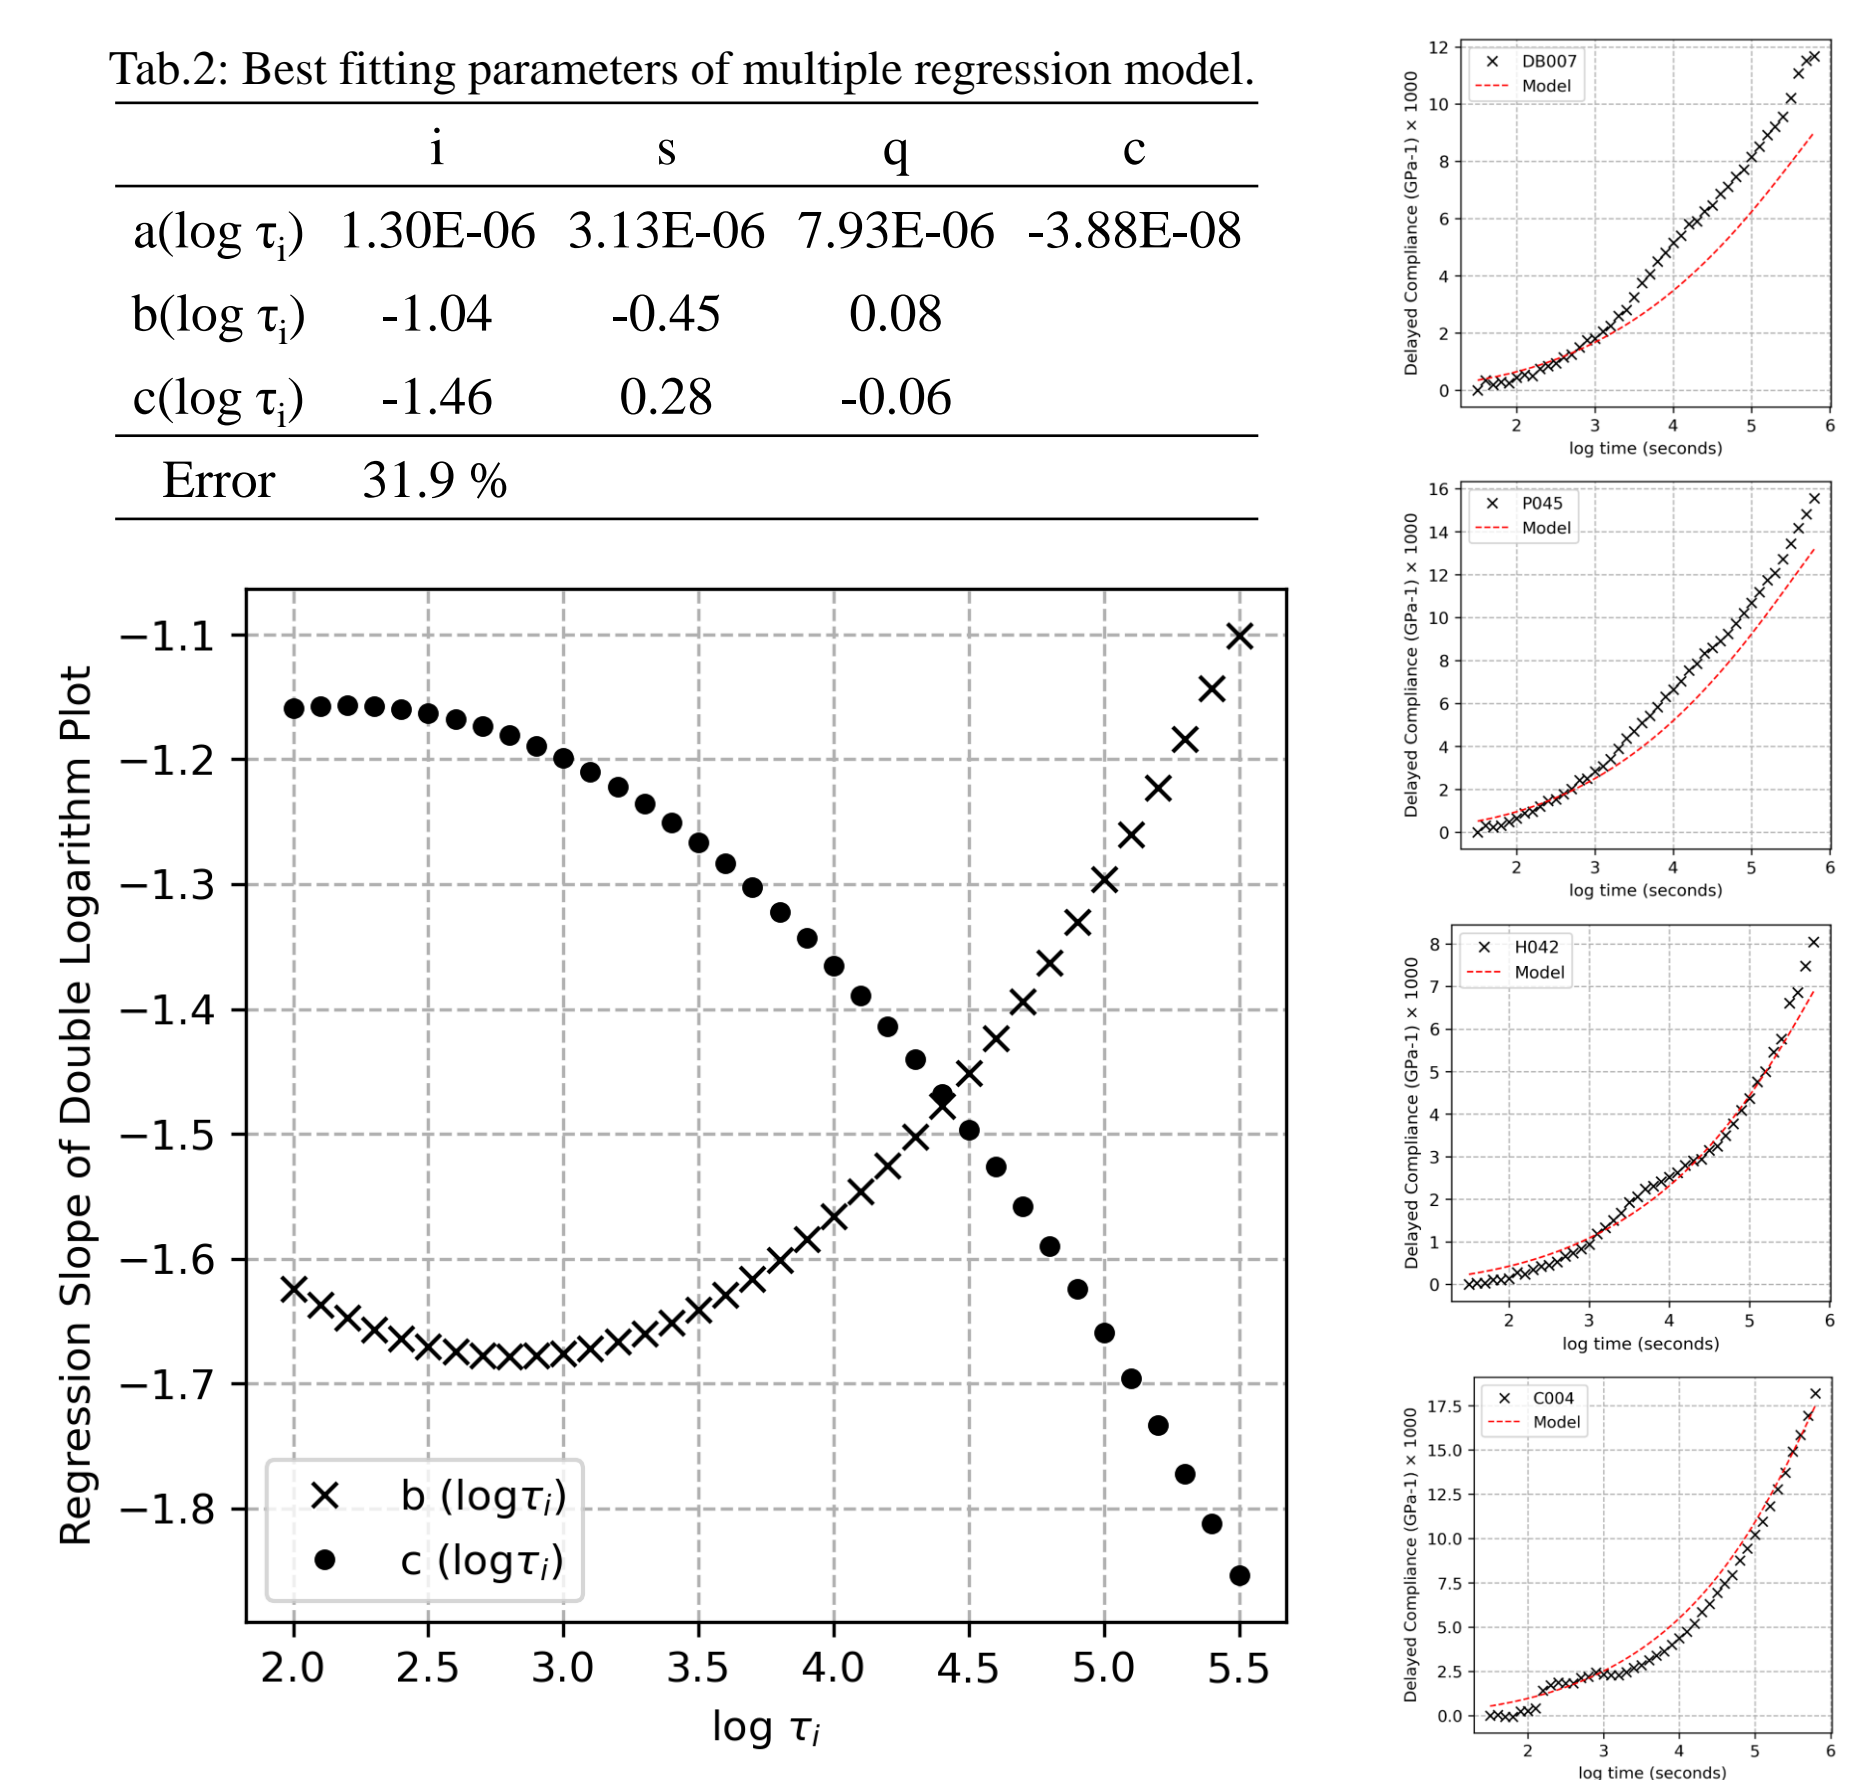 Tab.2: Best fitting parameters of multiple regression model.
i s q c
a(log τi) 1.30E-06 3.13E-06 7.93E-06 -3.88E-08
b(log τi) -1.04 -0.45 0.08
c(log τi) -1.46 0.28 -0.06
Error 31.9 %
Regression Slope of Double Logarithm Plot
−1.1
−1.2
−1.3
−1.4
−1.5
−1.6
−1.7
−1.8
b (logτi)
c (logτi)
2.0 2.5 3.0 3.5 4.0 4.5 5.0 5.5
log τi
Delayed Compliance (GPa-1) × 1000
12
10
8
6
4
2
0
DB007
Model
2 3 4 5 6
log time (seconds)
Delayed Compliance (GPa-1) × 1000
16
14
12
10
8
6
4
2
0
P045
Model
2 3 4 5 6
log time (seconds)
Delayed Compliance (GPa-1) × 1000
8
7
6
5
4
3
2
1
0
H042
Model
2 3 4 5 6
log time (seconds)
Delayed Compliance (GPa-1) × 1000
17.5
15.0
12.5
10.0
7.5
5.0
2.5
0.0
C004
Model
2 3 4 5 6
log time (seconds)